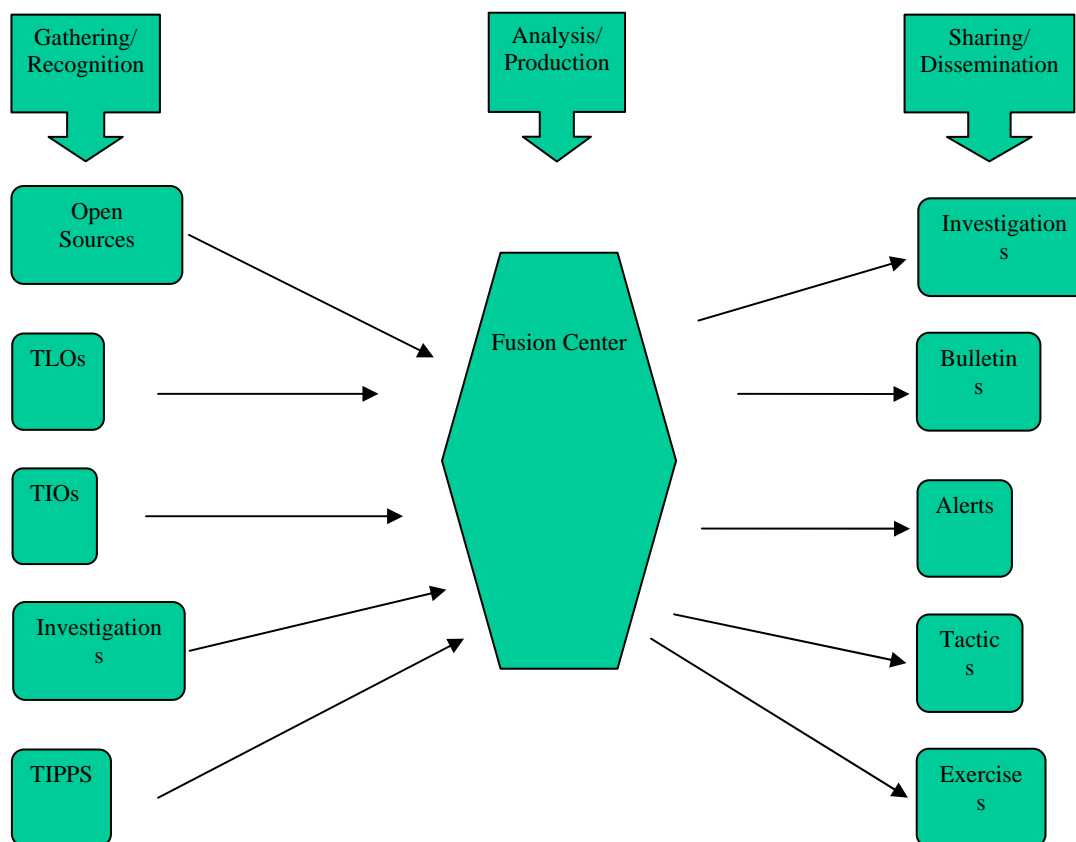 Gathering/
Recognition
Analysis/
Production
Sharing/
Dissemination
Open
Sources
TLOs
TIOs
Investigation
s
TIPPS
Fusion Center
Investigation
s
Bulletin
s
Alerts
Tactic
s
Exercise
s